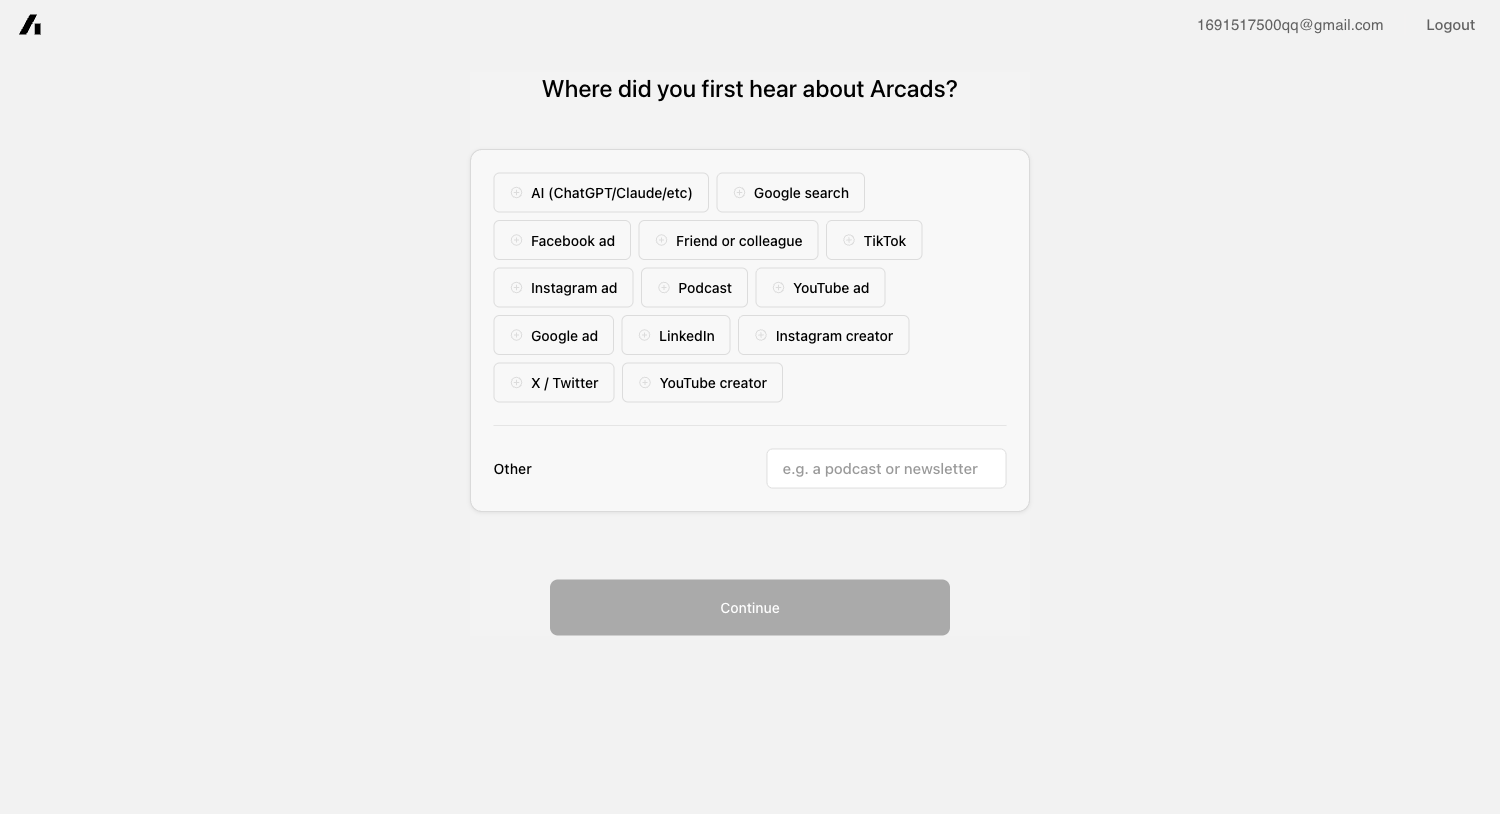 1691517500qq@gmail.com Logout
Where did you first hear about Arcads?
AI (ChatGPT/Claude/etc) Google search
Facebook ad Friend or colleague TikTok
Instagram ad Podcast YouTube ad
Google ad LinkedIn Instagram creator
X / Twitter YouTube creator
Other e.g. a podcast or newsletter
Continue